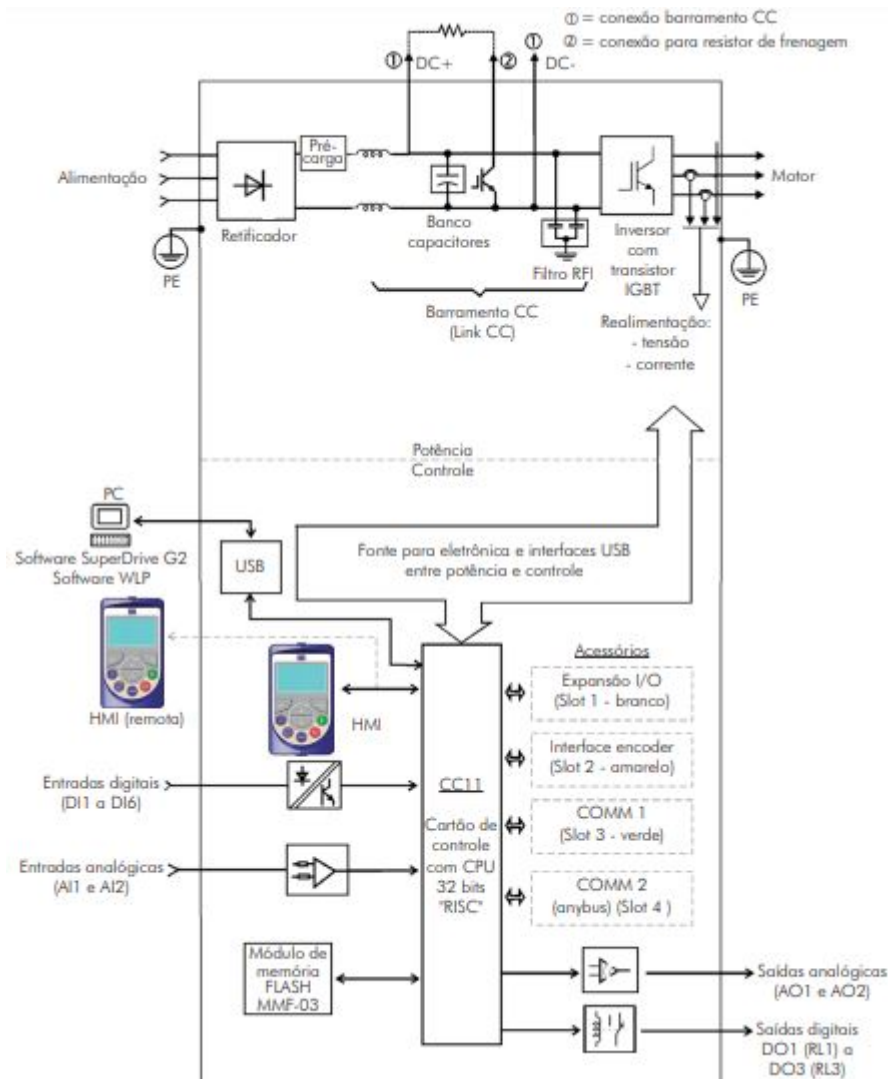 ① = conexão barramento CC
② = conexão para resistor de frenagem
①
DC+
②
①
DC-
Alimentação
Pré-
carga
Retificador
Banco
capacitores
Filtro RFI
Inversor
com
transistor
IGBT
Motor
PE
PE
Barramento CC
(Link CC)
Realimentação:
- tensão
- corrente
Potência
Controle
PC
Software SuperDrive G2
Software WLP
USB
Fonte para eletrônica e interfaces USB
entre potência e controle
HMI (remota)
HMI
Acessórios
Expansão I/O
(Slot 1 - branco)
Interface encoder
(Slot 2 - amarelo)
COMM 1
(Slot 3 - verde)
COMM 2
(anybus) (Slot 4 )
CC11
Cartão de
controle
com CPU
32 bits
"RISC"
Entradas digitais
(DI1 a DI6)
Entradas analógicas
(AI1 e AI2)
Módulo de
memória
FLASH
MMF-03
Saídas analógicas
(AO1 e AO2)
Saídas digitais
DO1 (RL1) a
DO3 (RL3)